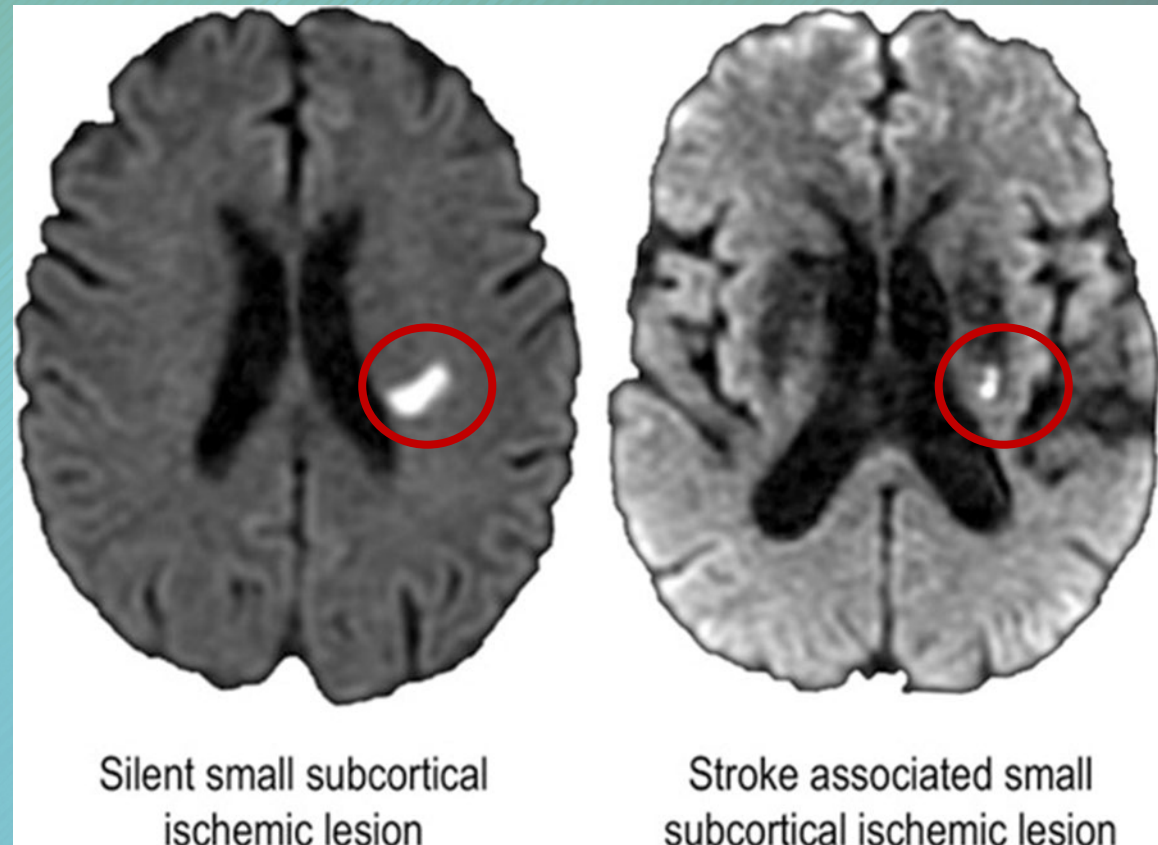 Silent small subcortical
ischemic lesion
Stroke associated small
subcortical ischemic lesion